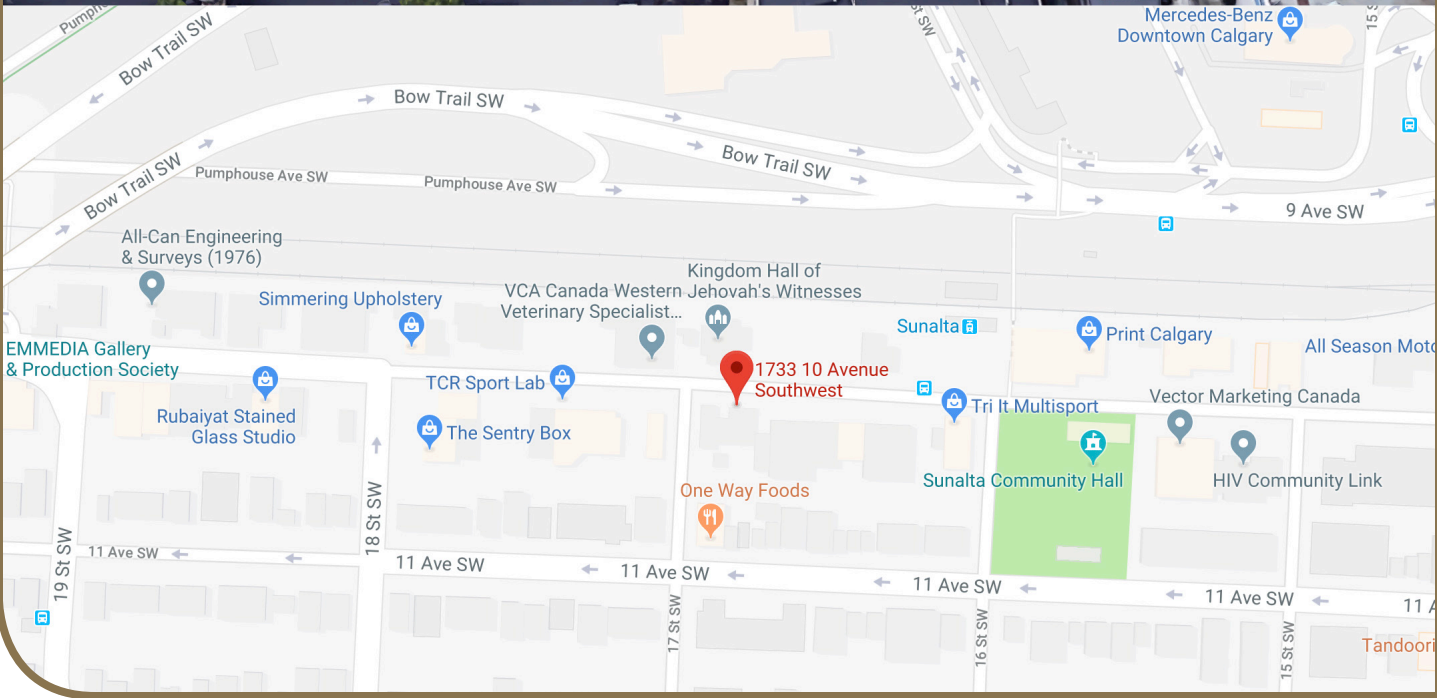 Mercedes-Benz
Downtown Calgary
Bow Trail SW
Bow Trail SW
Bow Trail SW
Bow Trail SW
Pumphouse Ave SW
Pumphouse Ave SW
9 Ave SW
All-Can Engineering
& Surveys (1976)
Simmering Upholstery
VCA Canada Western
Veterinary Specialist...
Kingdom Hall of
Jehovah's Witnesses
Sunalta
Print Calgary
All Season Moto
EMMEDIA Gallery
& Production Society
TCR Sport Lab
1733 10 Avenue
Southwest
Rubaiyat Stained
Glass Studio
The Sentry Box
Tri It Multisport
Vector Marketing Canada
Sunalta Community Hall
HIV Community Link
One Way Foods
18 St SW
19 St SW
11 Ave SW
11 Ave SW
11 Ave SW
11 Ave SW
11 Ave SW
17 St SW
16 St SW
15 St SW
Tandoori